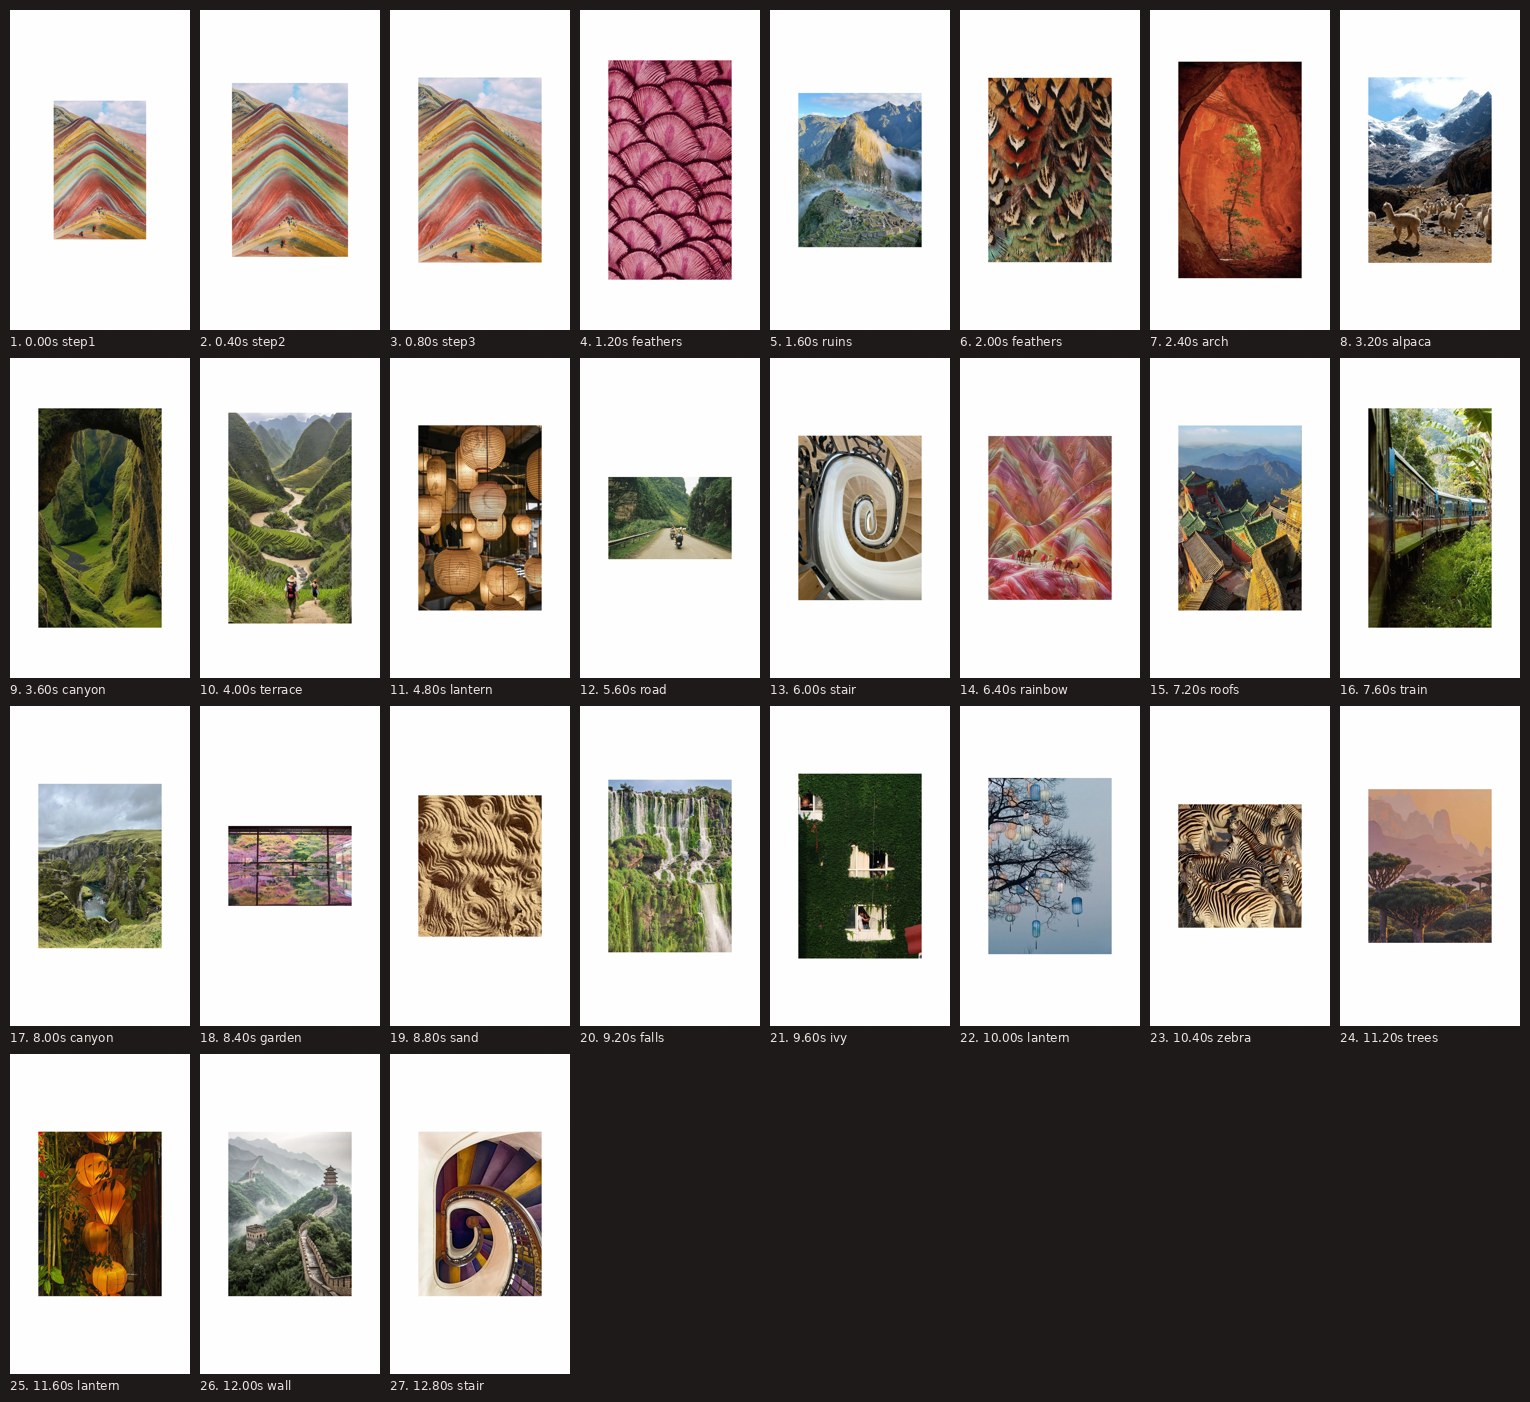 1. 0.00s step1
2. 0.40s step2
3. 0.80s step3
4. 1.20s feathers
5. 1.60s ruins
6. 2.00s feathers
7. 2.40s arch
8. 3.20s alpaca
9. 3.60s canyon
10. 4.00s terrace
11. 4.80s lantern
12. 5.60s road
13. 6.00s stair
14. 6.40s rainbow
15. 7.20s roofs
16. 7.60s train
17. 8.00s canyon
18. 8.40s garden
19. 8.80s sand
20. 9.20s falls
21. 9.60s ivy
22. 10.00s lantern
23. 10.40s zebra
24. 11.20s trees
25. 11.60s lantern
26. 12.00s wall
27. 12.80s stair